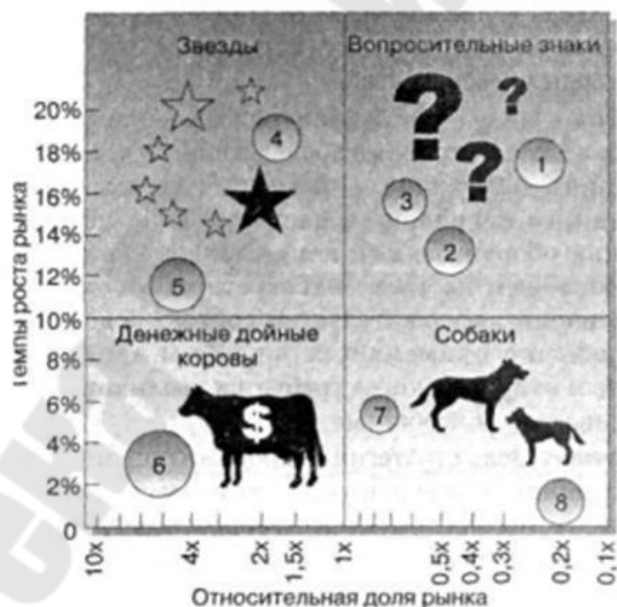 Звезды
Вопросительные знаки
?
?
?
4
1
3
2
5
Денежные дойные
коровы
Собаки
$
7
6
8
Темпы роста рынка
20%
18%
16%
14%
12%
10%
8%
6%
4%
2%
0
10x
4x
2x
1,5x
1x
0,5x
0,4x
0,3x
0,2x
0,1x
Относительная доля рынка